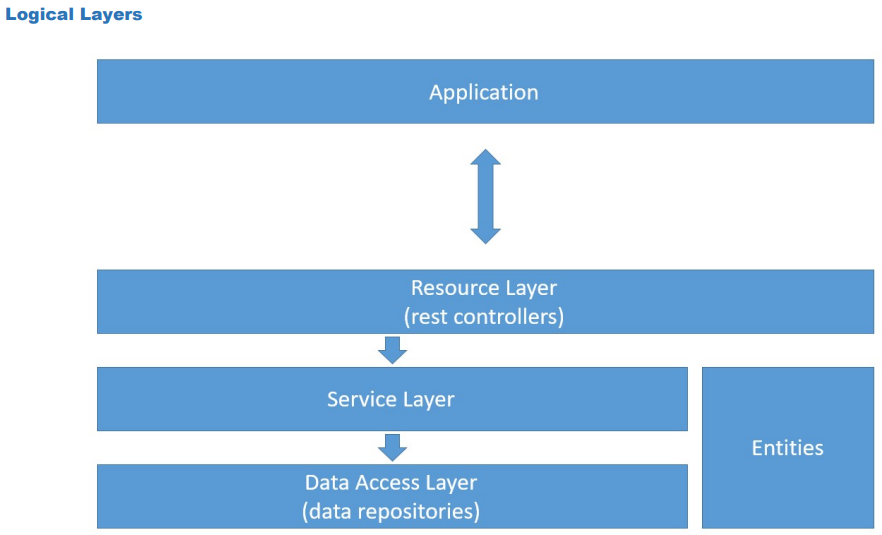 Logical Layers
Application
Resource Layer
(rest controllers)
Service Layer
Data Access Layer
(data repositories)
Entities